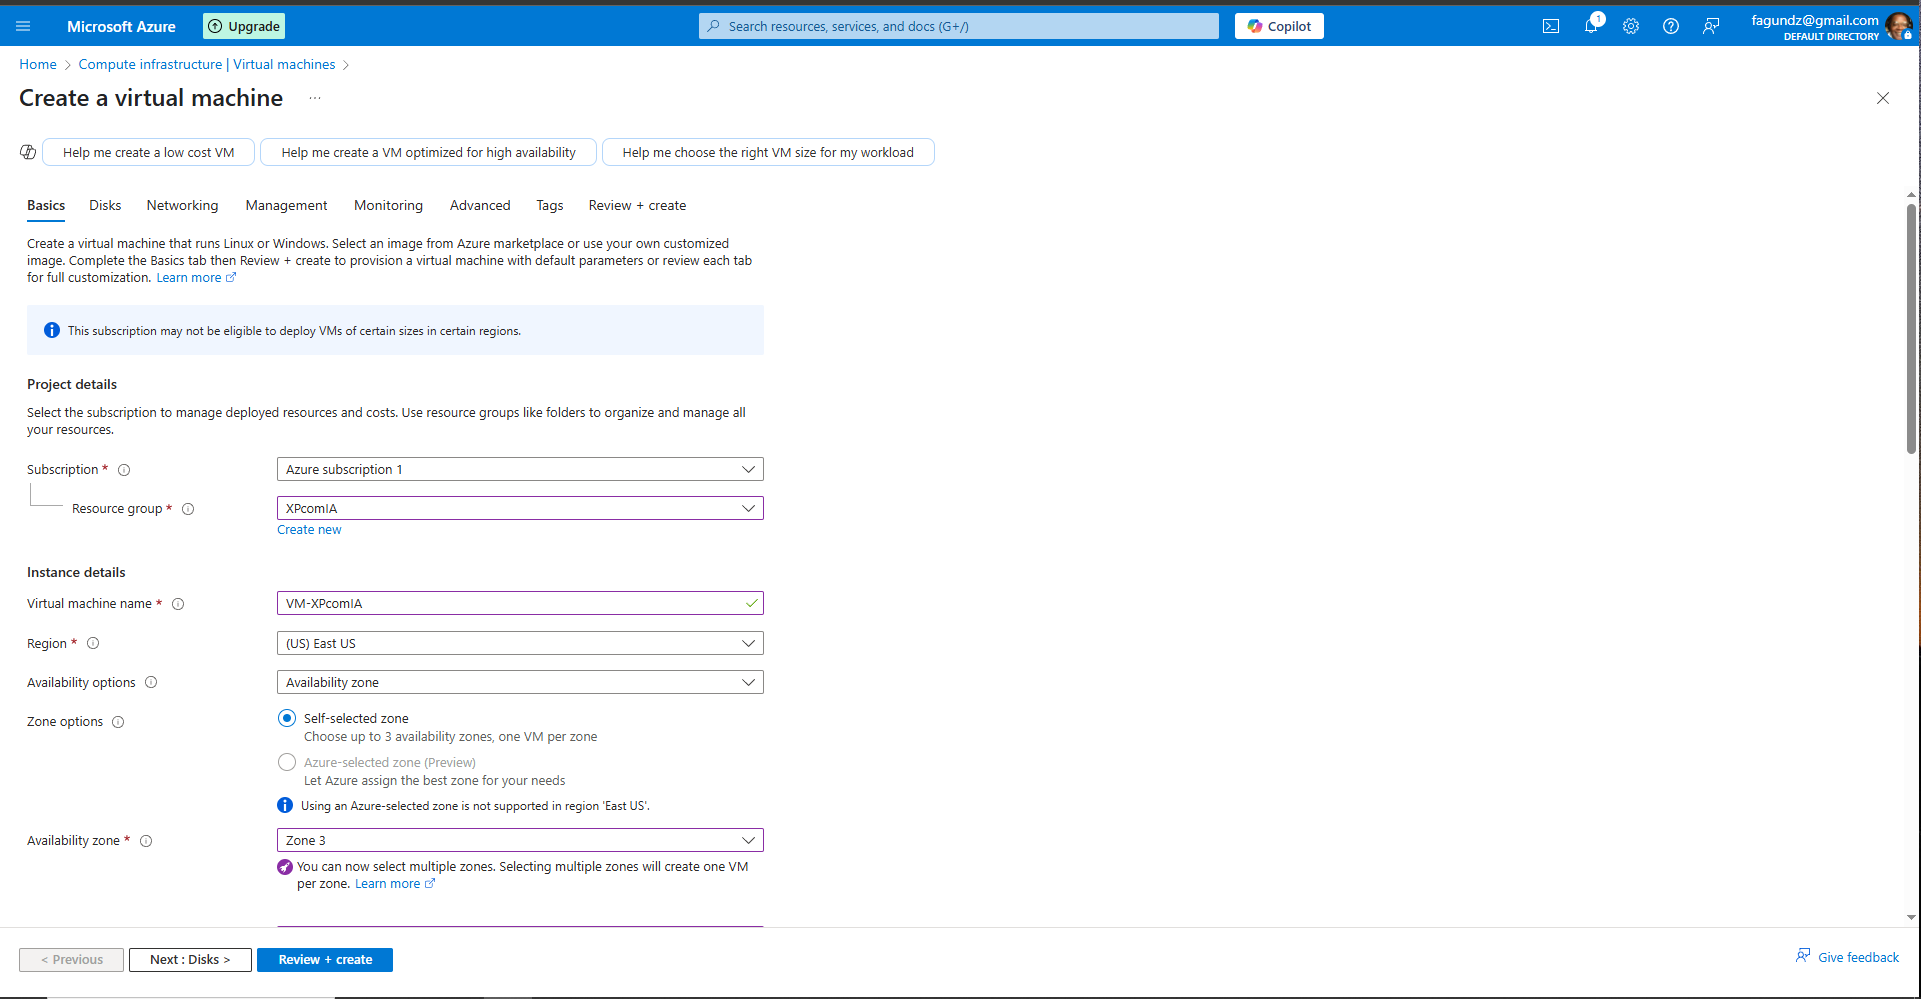 Microsoft Azure
Upgrade
Search resources, services, and docs (G+/)
Copilot
1
fagundz@gmail.com
DEFAULT DIRECTORY
Home > Compute infrastructure | Virtual machines >
Create a virtual machine ...
Help me create a low cost VM
Help me create a VM optimized for high availability
Help me choose the right VM size for my workload
Basics Disks Networking Management Monitoring Advanced Tags Review + create
Create a virtual machine that runs Linux or Windows. Select an image from Azure marketplace or use your own customized
image. Complete the Basics tab then Review + create to provision a virtual machine with default parameters or review each tab
for full customization. Learn more
This subscription may not be eligible to deploy VMs of certain sizes in certain regions.
Project details
Select the subscription to manage deployed resources and costs. Use resource groups like folders to organize and manage all
your resources.
Subscription *
Azure subscription 1
Resource group *
XPcomIA
Create new
Instance details
Virtual machine name *
VM-XPcomIA
Region *
(US) East US
Availability options
Availability zone
Zone options
Self-selected zone
Choose up to 3 availability zones, one VM per zone
Azure-selected zone (Preview)
Let Azure assign the best zone for your needs
Using an Azure-selected zone is not supported in region 'East US'.
Availability zone *
Zone 3
You can now select multiple zones. Selecting multiple zones will create one VM
per zone. Learn more
< Previous
Next : Disks >
Review + create
Give feedback